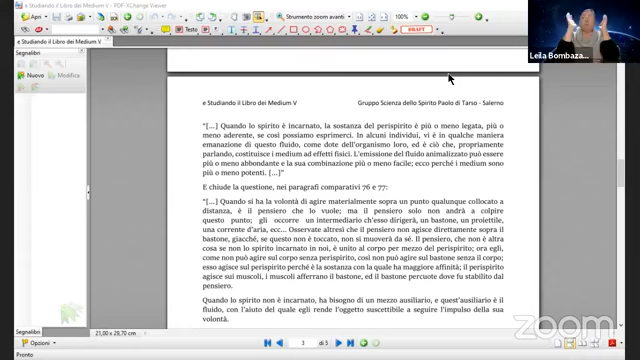 e Studiando il Libro dei Medium V - PDF-XChange Viewer
Apri
Strumento zoom avanti
100%
Testo
DRAFT
e Studiando il Libro dei Medium V
Segnalibri
Nuovo
Modifica
Leila Bombaza...
e Studiando il Libro dei Medium V
Gruppo Scienza dello Spirito Paolo di Tarso - Salerno
“[…] Quando lo spirito è incarnato, la sostanza del perispirito è più o meno legata, più o
meno aderente, se così possiamo esprimerci. In alcuni individui, vi è in qualche maniera
emanazione di questo fluido, come dote dell’organismo loro, ed è ciò che, propriamente
parlando, costituisce i medium ad effetti fisici. L’emissione del fluido animalizzato può essere
più o meno abbondante e la sua combinazione più o meno facile; ecco perché i medium sono
più o meno potenti. […]”
E chiude la questione, nei paragrafi comparativi 76 e 77:
“[…] Quando si ha la volontà di agire materialmente sopra un punto qualunque collocato a
distanza, è il pensiero che lo vuole; ma il pensiero solo non andrà a colpire
questo punto; gli occorre un intermediario ch’esso dirigerà, un bastone, un proiettile,
una corrente d’aria, ecc… Osservate altresì che il pensiero non agisce direttamente sopra il
bastone, giacché, se questo non è toccato, non si muoverà da sé. Il pensiero, che non è altra
cosa se non lo spirito incarnato in noi, è unito al corpo per mezzo del perispirito; ora egli,
come non può agire sul corpo senza perispirito, così non può agire sul bastone senza il corpo;
esso agisce sul perispirito perché è la sostanza con la quale ha maggiore affinità; il perispirito
agisce sui muscoli, i muscoli afferrano il bastone, ed il bastone percuote dove fu stabilito dal
pensiero.
Quando lo spirito non è incarnato, ha bisogno di un mezzo ausiliario, e quest’ausiliario è il
fluido, con l’aiuto del quale egli rende l’oggetto suscettibile a seguire l’impulso della sua
volontà.
Segnalibri
21,00 x 29,70 cm
Opzioni
3
di 5
Pronto
zoom